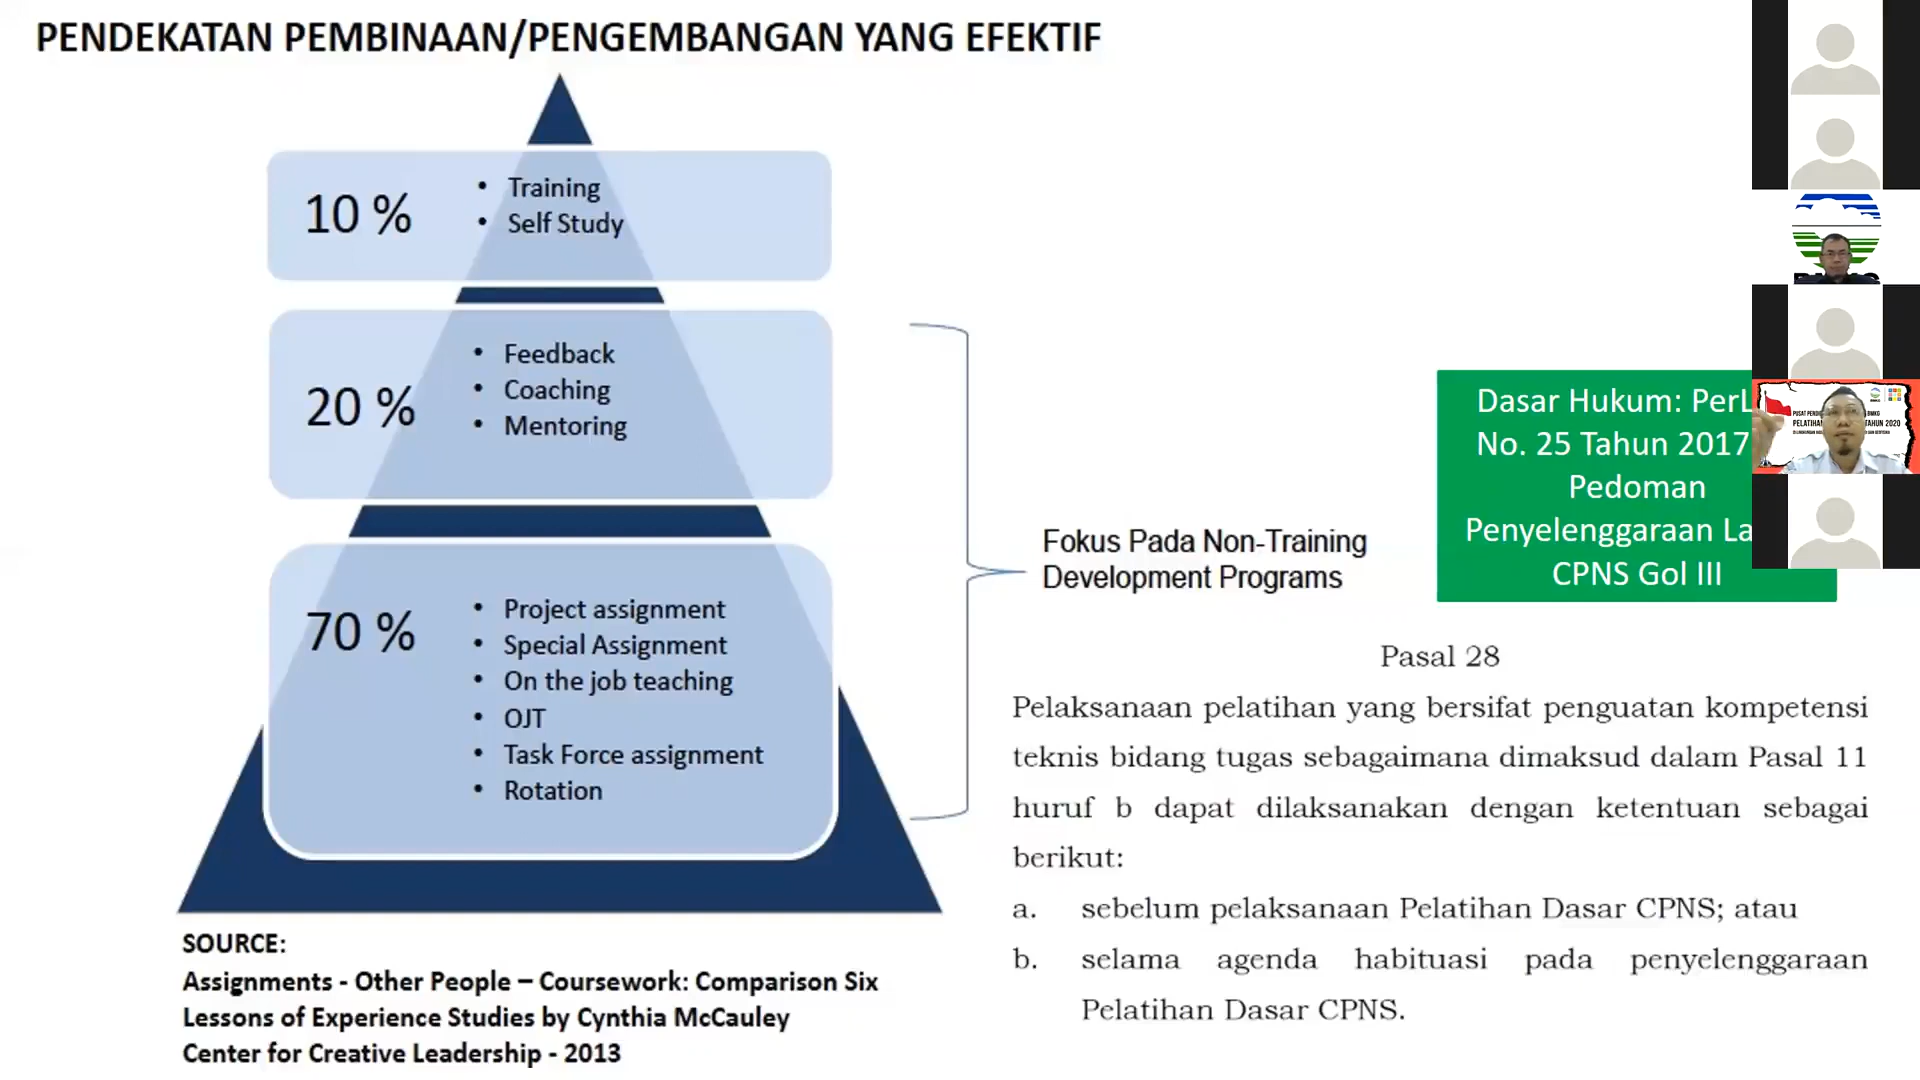 PENDEKATAN PEMBINAAN/PENGEMBANGAN YANG EFEKTIF
10 %
• Training
• Self Study
20 %
• Feedback
• Coaching
• Mentoring
70 %
• Project assignment
• Special Assignment
• On the job teaching
• OJT
• Task Force assignment
• Rotation
Fokus Pada Non-Training
Development Programs
Dasar Hukum:
No. 25 Tahun 2017
Pedoman
Penyelenggaraan
CPNS Gol III
Pasal 28
Pelaksanaan pelatihan yang bersifat penguatan kompetensi
teknis bidang tugas sebagaimana dimaksud dalam Pasal 11
huruf b dapat dilaksanakan dengan ketentuan sebagai
berikut:
a. sebelum pelaksanaan Pelatihan Dasar CPNS; atau
b. selama agenda habituasi pada penyelenggaraan
Pelatihan Dasar CPNS.
SOURCE:
Assignments - Other People – Coursework: Comparison Six
Lessons of Experience Studies by Cynthia McCauley
Center for Creative Leadership - 2013